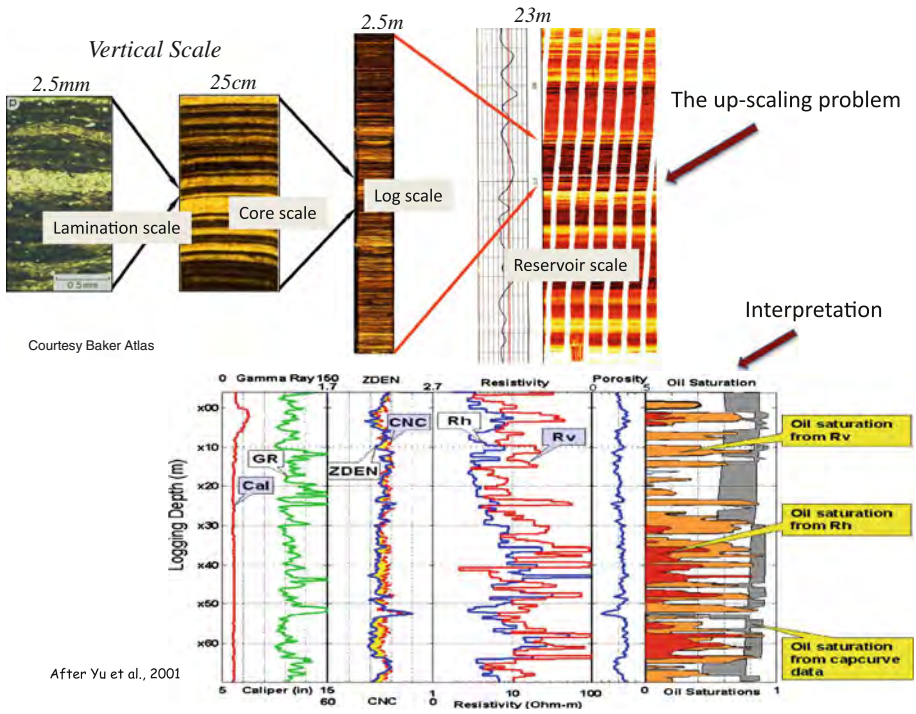 Vertical Scale
2.5mm
25cm
2.5m
23m
p
0.5mm
Lamination scale
Core scale
Log scale
Reservoir scale
The up-scaling problem
Interpretation
Courtesy Baker Atlas
0 Gamma Ray 150
1.7 ZDEN 2.7
Resistivity
Porosity
0 5
Oil Saturation
x00
x10
x20
x30
x40
x50
x60
Logging Depth (m)
GR
Cal
CNC
ZDEN
Rh
Rv
Oil saturation
from Rv
Oil saturation
from Rh
Oil saturation
from capcurve
data
After Yu et al., 2001
5 Caliper (in) 15
60 CNC 0
1 10 100
Resistivity (Ohm-m)
0 1
Oil Saturations